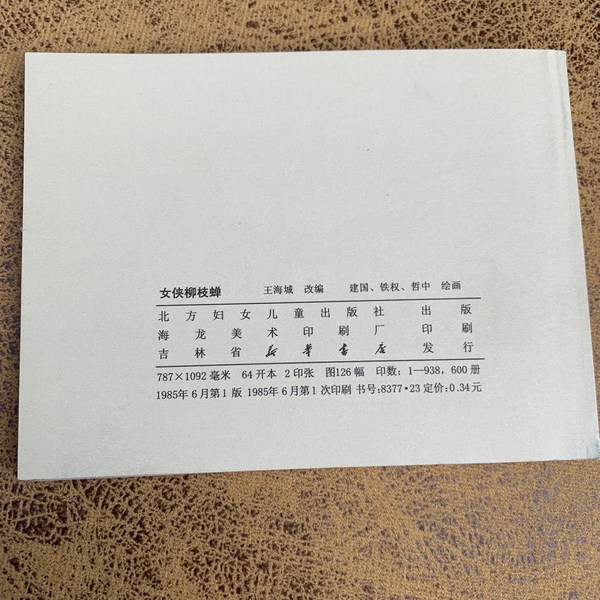 女侠柳枝蝉 王海城 改编 建国、铁权、哲中 绘画
北方妇女儿童出版社 出版
海龙美术印刷厂 印刷
吉林省新华书店 发行
787×1092毫米 64开本 2印张 图126幅 印数：1—938,600册
1985年6月第1版 1985年6月第1次印刷 书号：8377·23 定价：0.34元